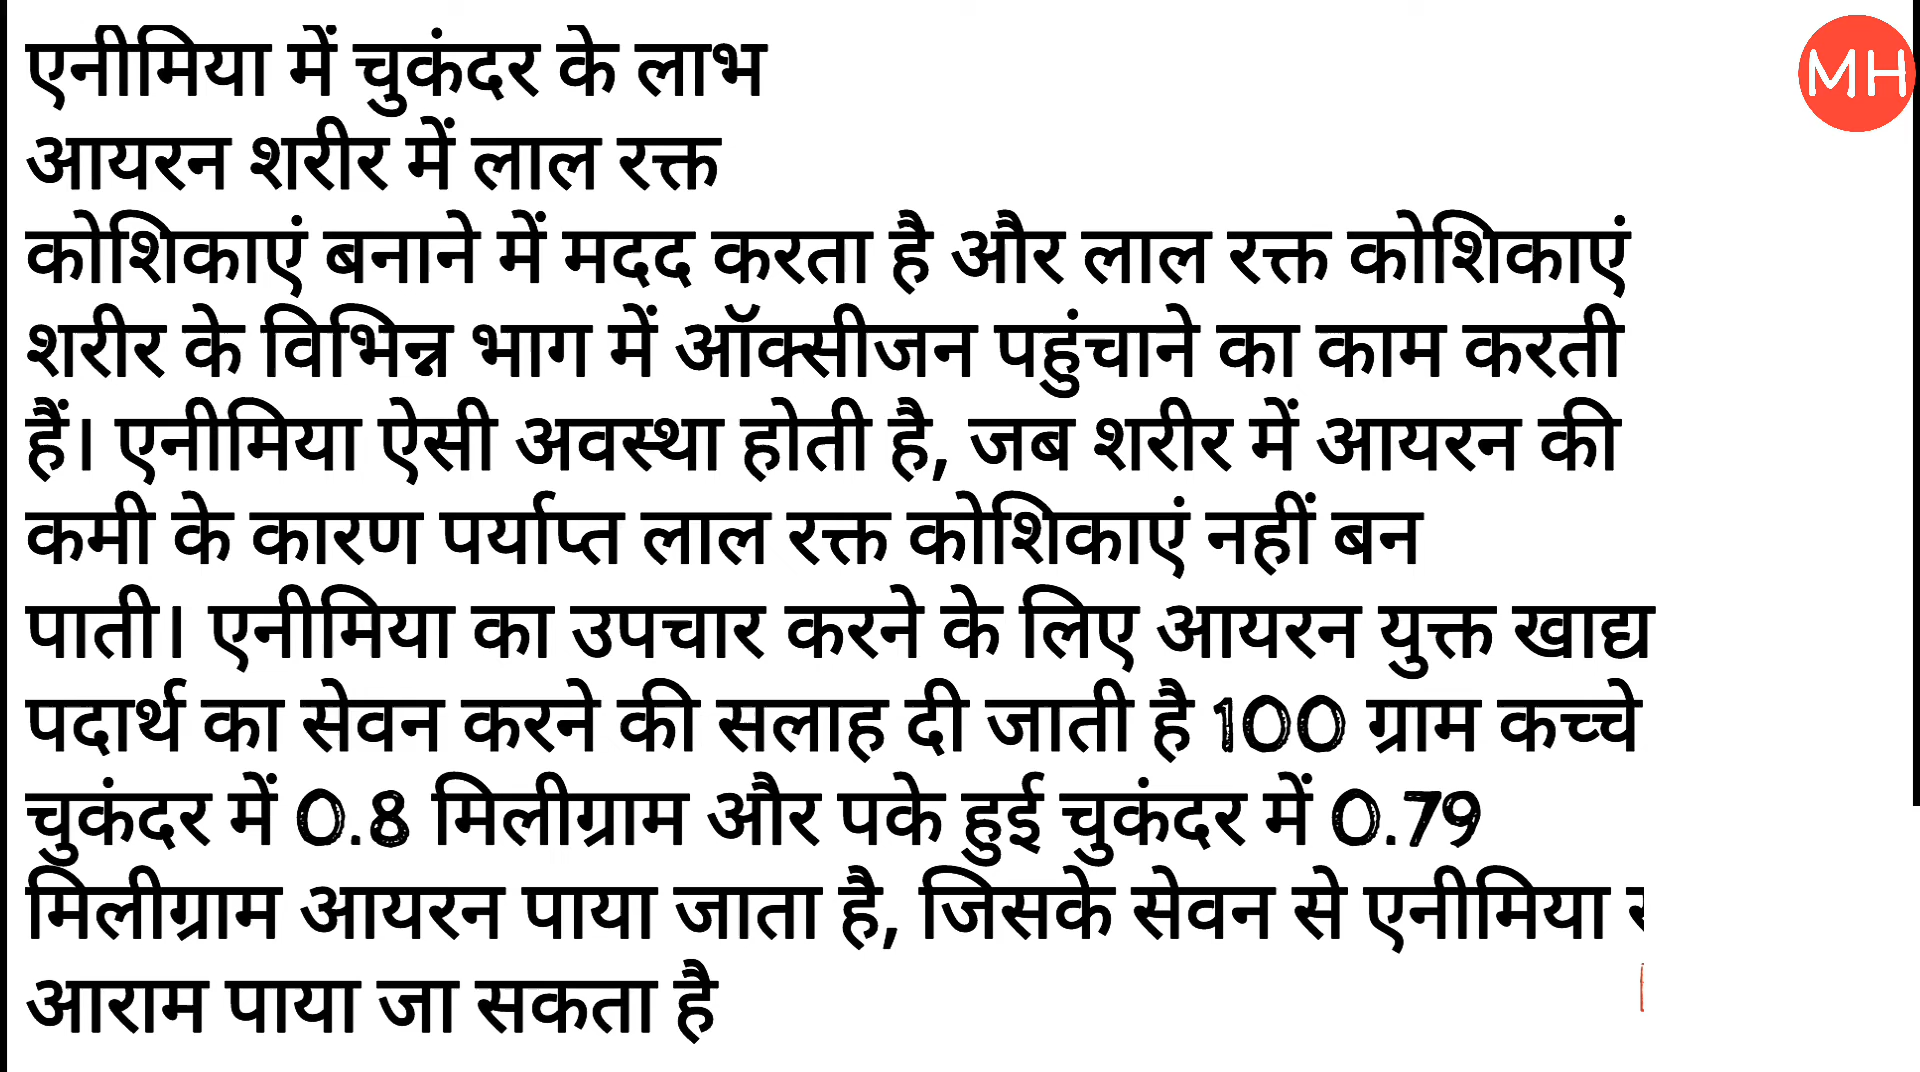 एनीमिया में चुकंदर के लाभ
आयरन शरीर में लाल रक्त
कोशिकाएं बनाने में मदद करता है और लाल रक्त कोशिकाएं
शरीर के विभिन्न भाग में ऑक्सीजन पहुंचाने का काम करती
हैं। एनीमिया ऐसी अवस्था होती है, जब शरीर में आयरन की
कमी के कारण पर्याप्त लाल रक्त कोशिकाएं नहीं बन
पाती। एनीमिया का उपचार करने के लिए आयरन युक्त खाद्य
पदार्थ का सेवन करने की सलाह दी जाती है 100 ग्राम कच्चे
चुकंदर में 0.8 मिलीग्राम और पके हुई चुकंदर में 0.79
मिलीग्राम आयरन पाया जाता है, जिसके सेवन से एनीमिया
आराम पाया जा सकता है
MH